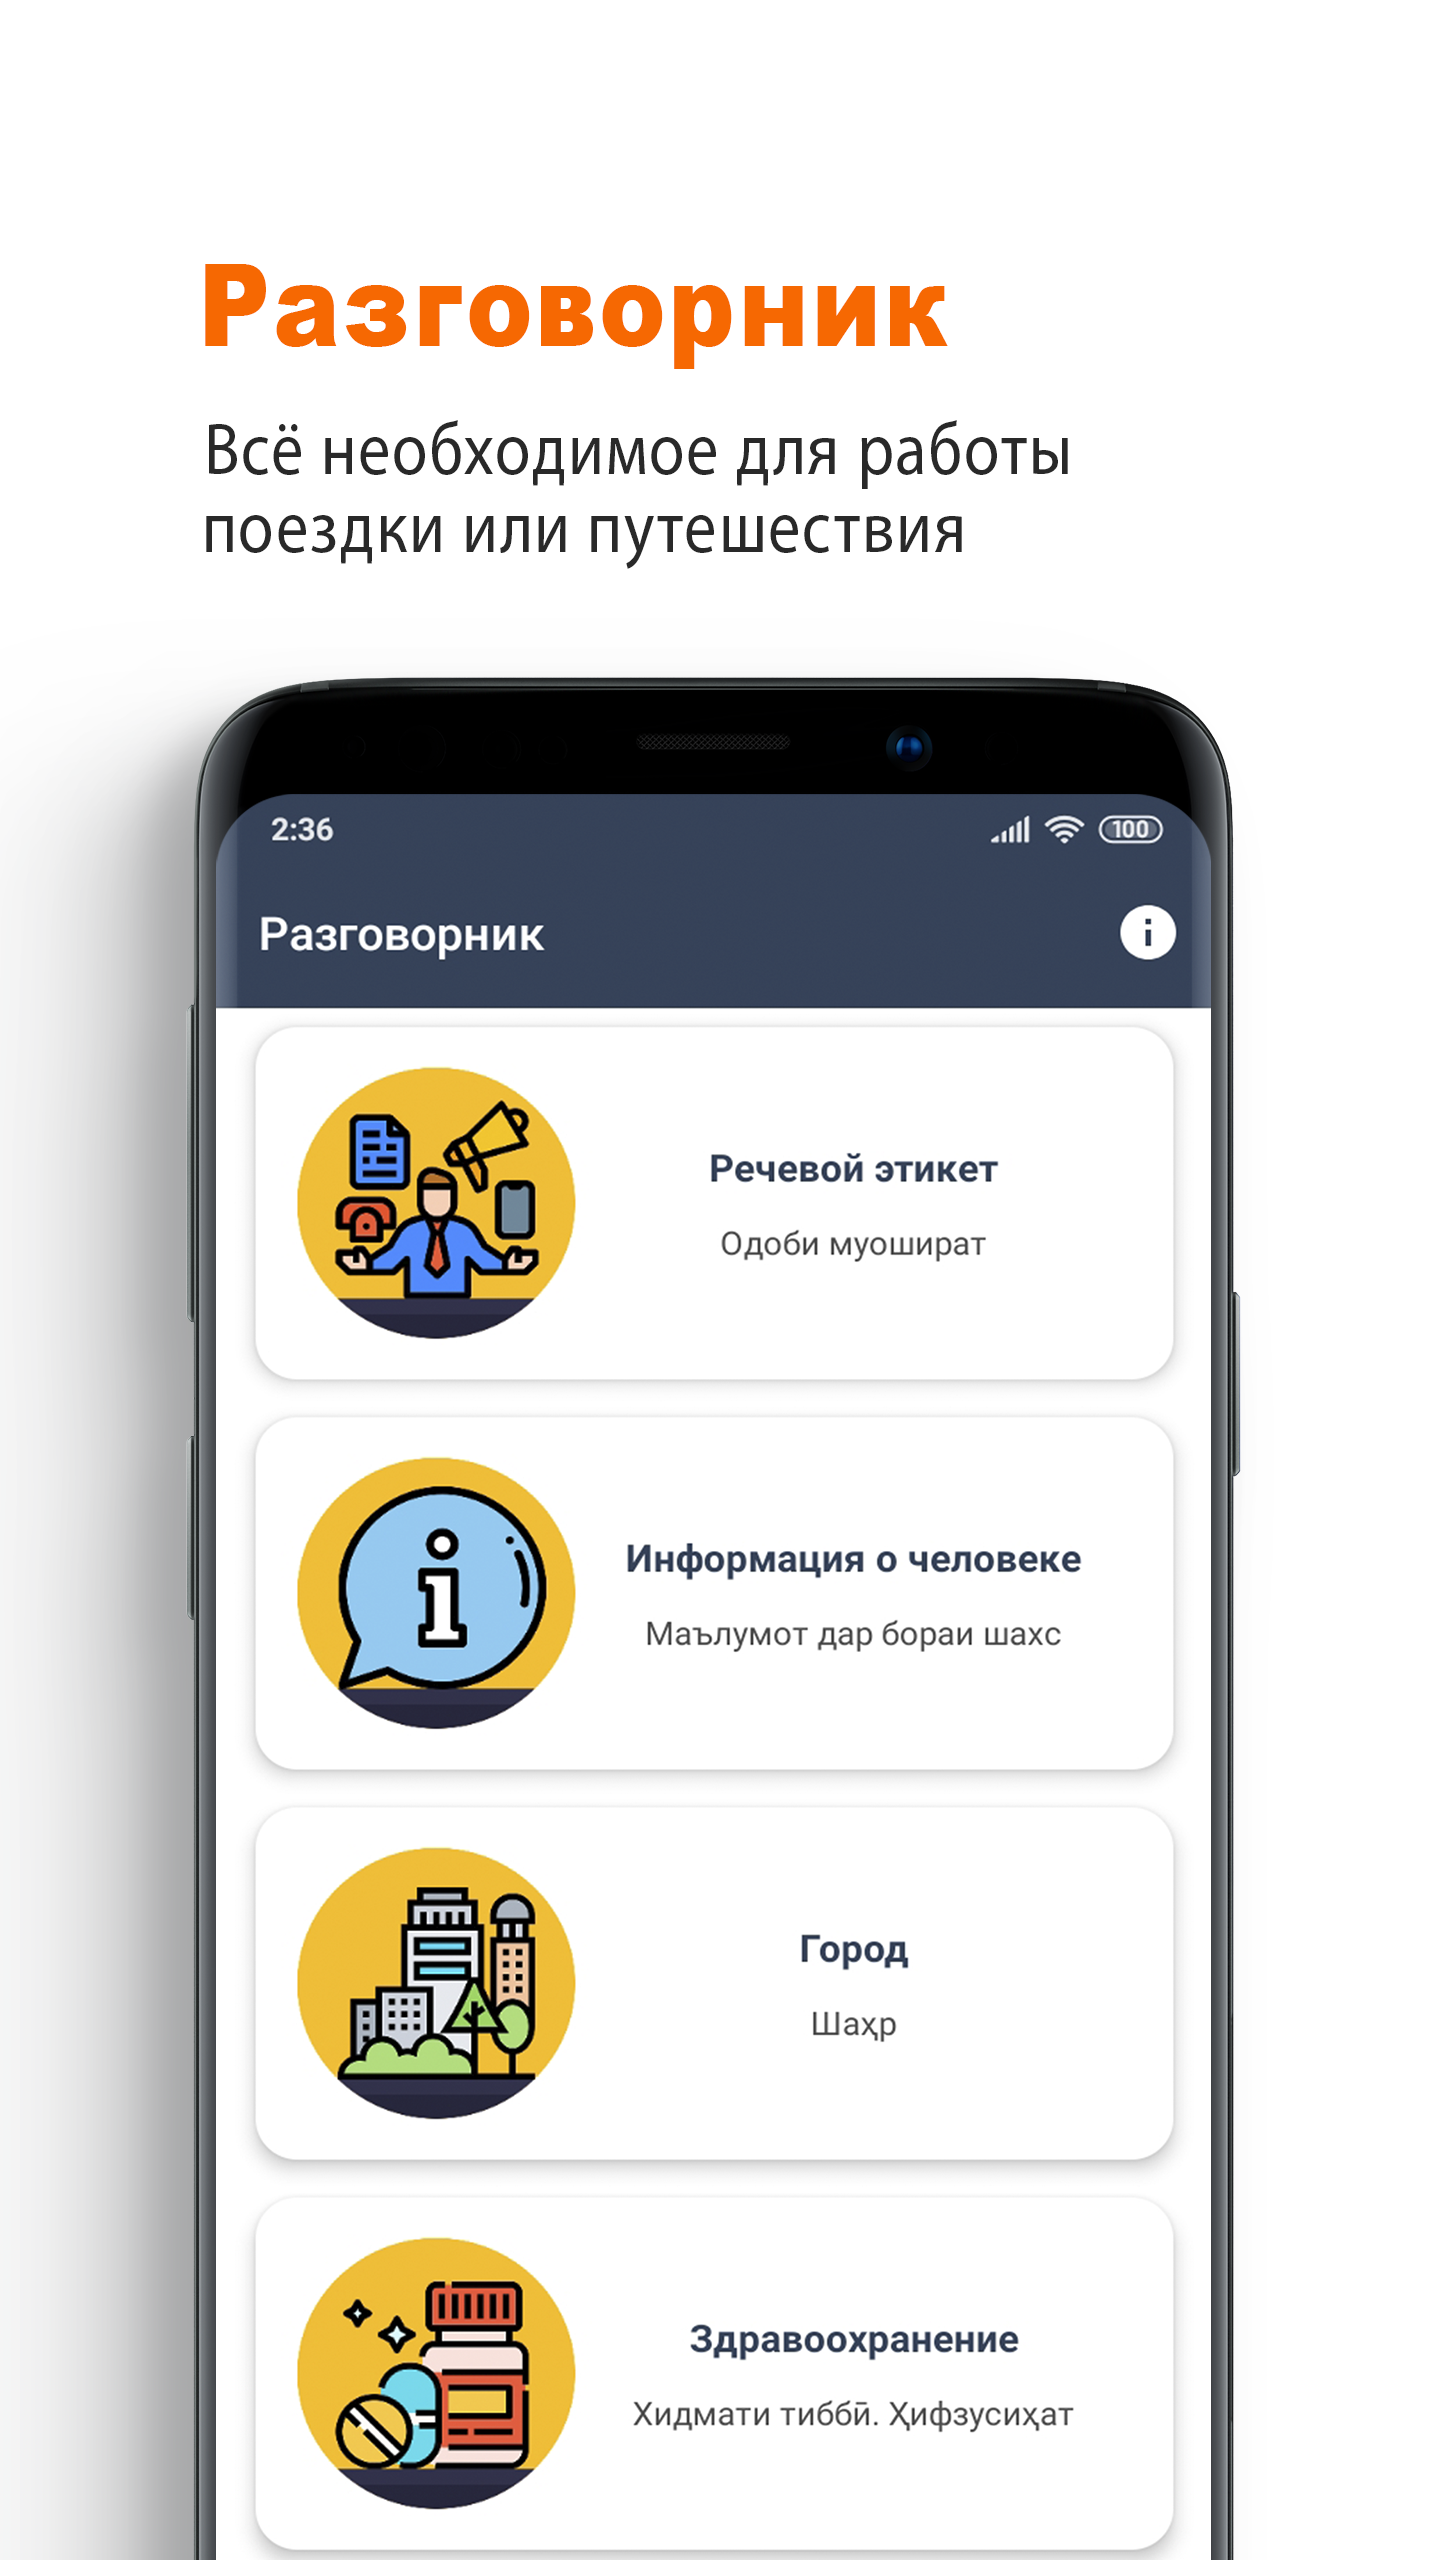 Разговорник
Всё необходимое для работы
поездки или путешествия
2:36
100
Разговорник
Речевой этикет
Одоби муошират
Информация о человеке
Маълумот дар бораи шахс
Город
Шаҳр
Здравоохранение
Хидмати тиббӣ. Ҳифзусиҳат